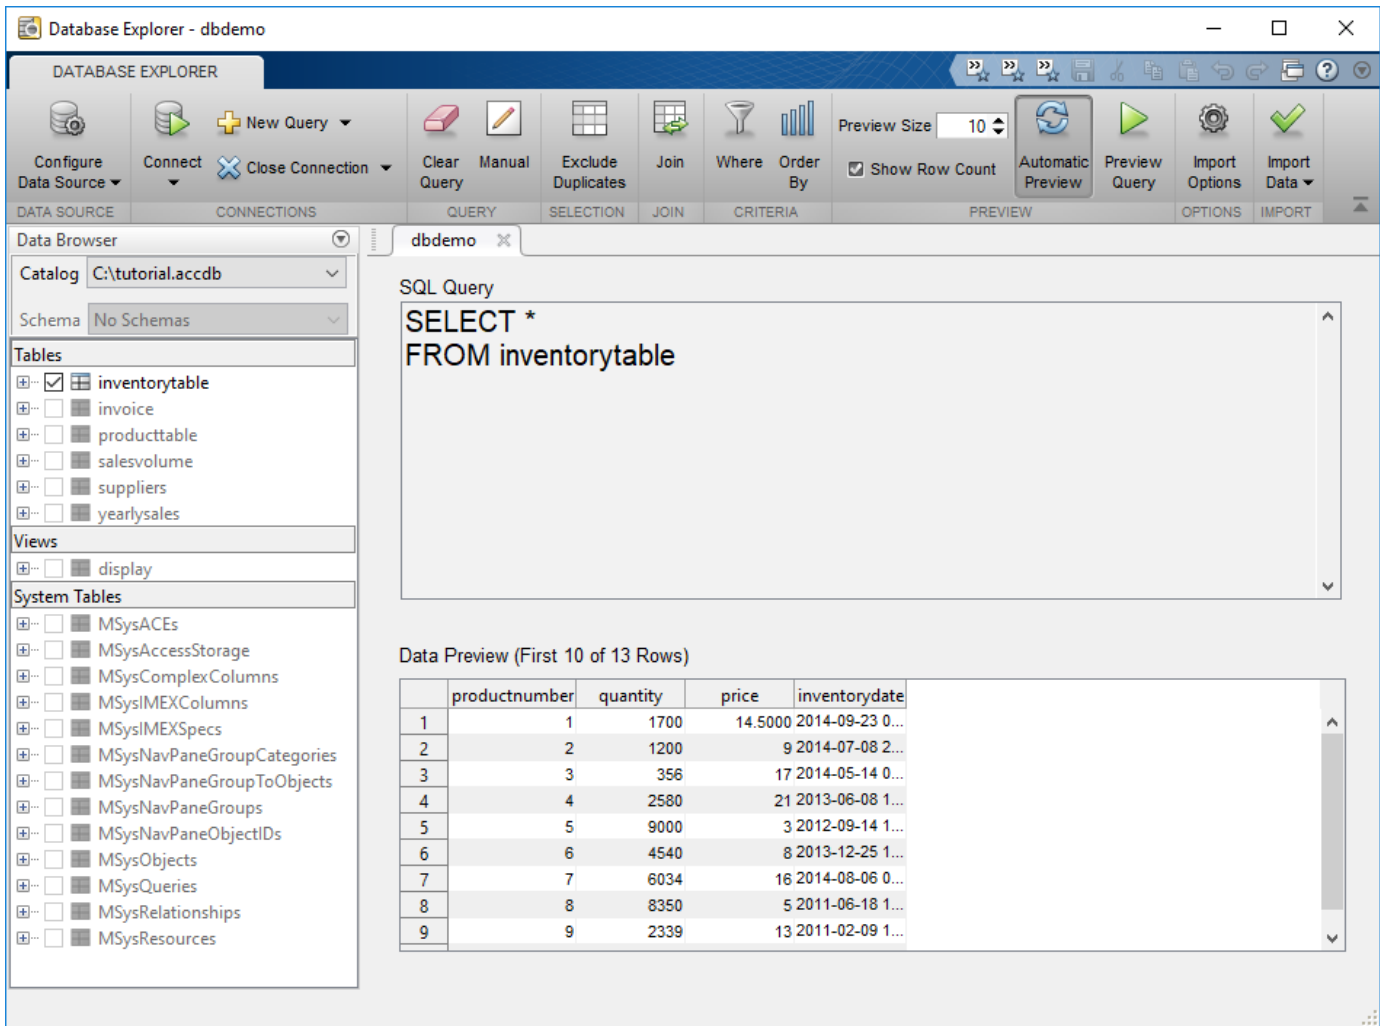 Database Explorer - dbdemo
DATABASE EXPLORER
Configure Data Source
Connect
New Query
Close Connection
Clear Query
Manual
Exclude Duplicates
Join
Where
Order By
Preview Size 10
Show Row Count
Automatic Preview
Preview Query
Import Options
Import Data
DATA SOURCE CONNECTIONS QUERY SELECTION JOIN CRITERIA PREVIEW OPTIONS IMPORT
Data Browser
Catalog C:\tutorial.accdb
Schema No Schemas
Tables
inventorytable
invoice
producttable
salesvolume
suppliers
yearlysales
Views
display
System Tables
MSysACEs
MSysAccessStorage
MSysComplexColumns
MSysIMEXColumns
MSysIMEXSpecs
MSysNavPaneGroupCategories
MSysNavPaneGroupToObjects
MSysNavPaneGroups
MSysNavPaneObjectIDs
MSysObjects
MSysQueries
MSysRelationships
MSysResources
dbdemo
SQL Query
SELECT *
FROM inventorytable
Data Preview (First 10 of 13 Rows)
productnumber quantity price inventorydate
1 1 1700 14.5000 2014-09-23 0...
2 2 1200 9 2014-07-08 2...
3 3 356 17 2014-05-14 0...
4 4 2580 21 2013-06-08 1...
5 5 9000 3 2012-09-14 1...
6 6 4540 8 2013-12-25 1...
7 7 6034 16 2014-08-06 0...
8 8 8350 5 2011-06-18 1...
9 9 2339 13 2011-02-09 1...